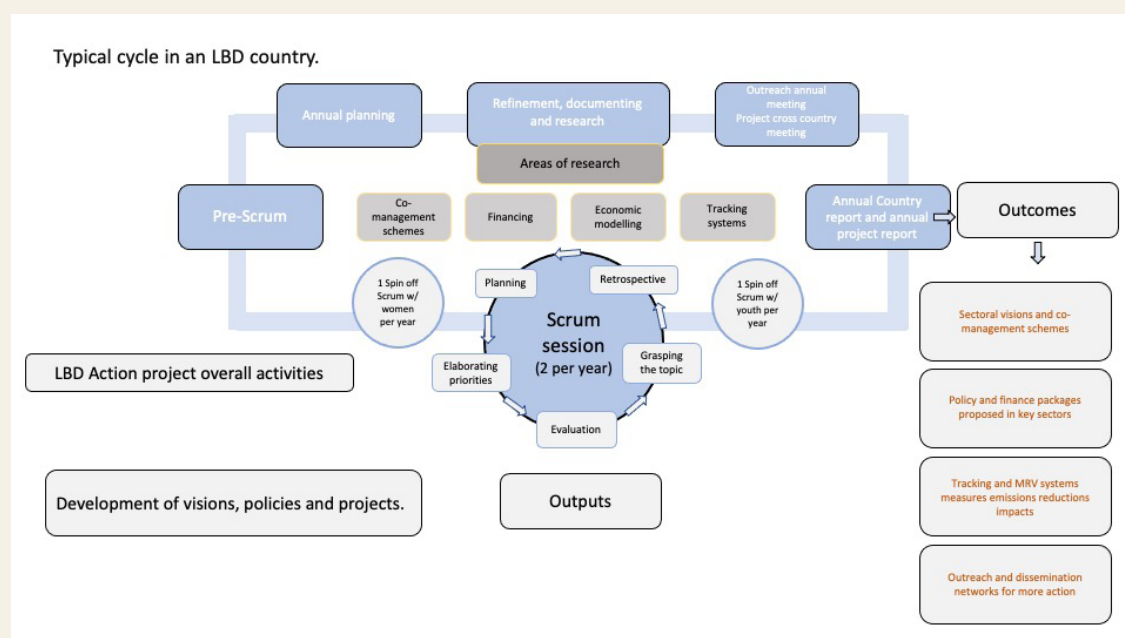 Typical cycle in an LBD country.
Annual planning
Refinement, documenting
and research
Outreach annual
meeting
Project cross country
meeting
Areas of research
Pre-Scrum
Co-
management
schemes
Financing
Economic
modelling
Tracking
systems
Annual Country
report and annual
project report
Outcomes
1 Spin off
Scrum w/
women
per year
Planning
Retrospective
1 Spin off
Scrum w/
youth per
year
Scrum
session
(2 per year)
Elaborating
priorities
Grasping
the topic
Evaluation
Sectoral visions and co-
management schemes
LBD Action project overall activities
Policy and finance packages
proposed in key sectors
Development of visions, policies and projects.
Outputs
Tracking and MRV systems
measures emissions reductions
impacts
Outreach and dissemination
networks for more action